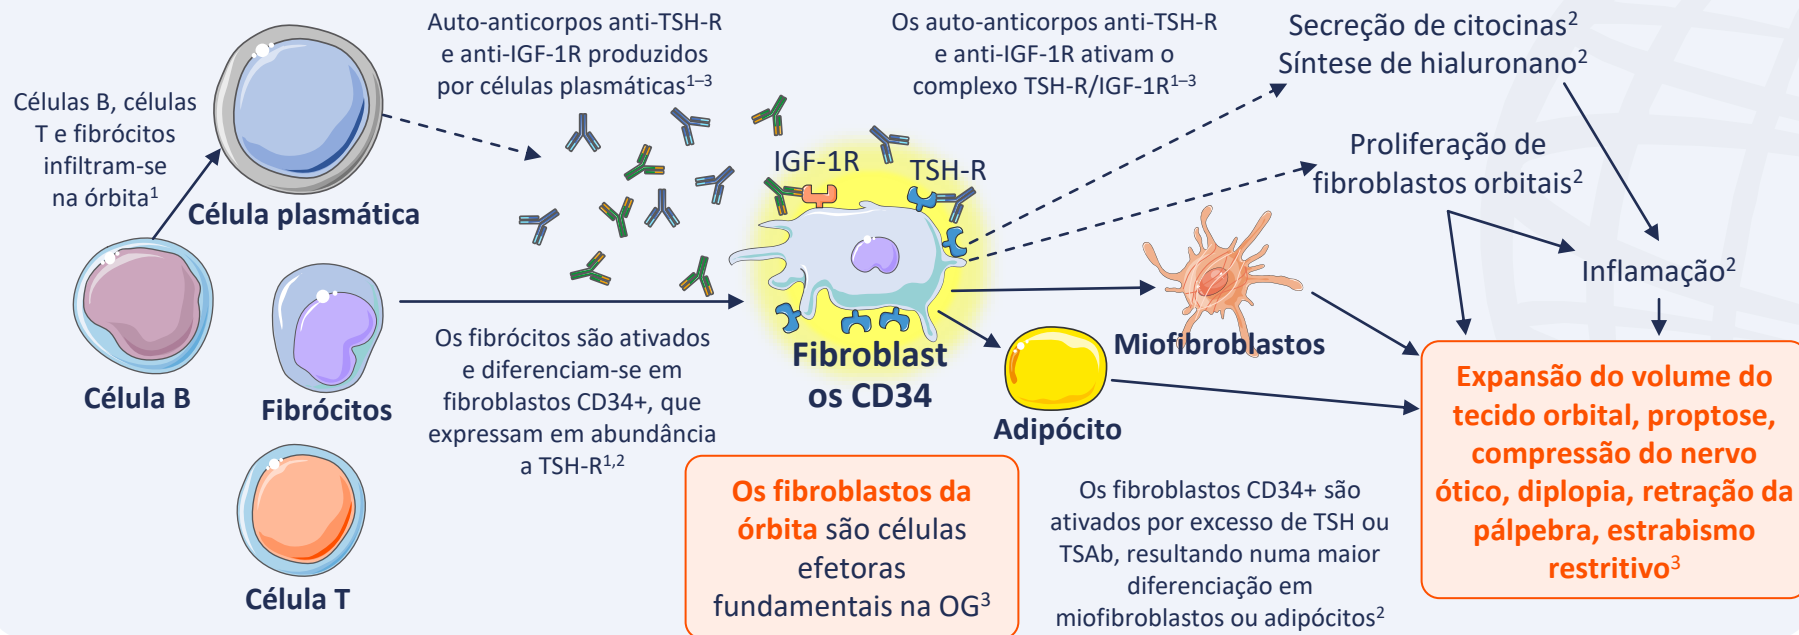 Células B, células
T e fibrócitos
infiltram-se
na órbita¹
Célula plasmática
Célula B
Fibrócitos
Célula T
Auto-anticorpos anti-TSH-R
e anti-IGF-1R produzidos
por células plasmáticas¹⁻³
Os fibrócitos são ativados
e diferenciam-se em
fibroblastos CD34+, que
expressam em abundância
a TSH-R¹,²
Os auto-anticorpos anti-TSH-R
e anti-IGF-1R ativam o
complexo TSH-R/IGF-1R¹⁻³
IGF-1R
TSH-R
Fibroblast
os CD34
Os fibroblastos da
órbita são células
efetoras
fundamentais na OG³
Miofibroblastos
Adipócito
Os fibroblastos CD34+ são
ativados por excesso de TSH ou
TSAb, resultando numa maior
diferenciação em
miofibroblastos ou adipócitos²
Secreção de citocinas²
Síntese de hialuronano²
Proliferação de
fibroblastos orbitais²
Inflamação²
Expansão do volume do
tecido orbital, proptose,
compressão do nervo
ótico, diplopia, retração da
pálpebra, estrabismo
restritivo³